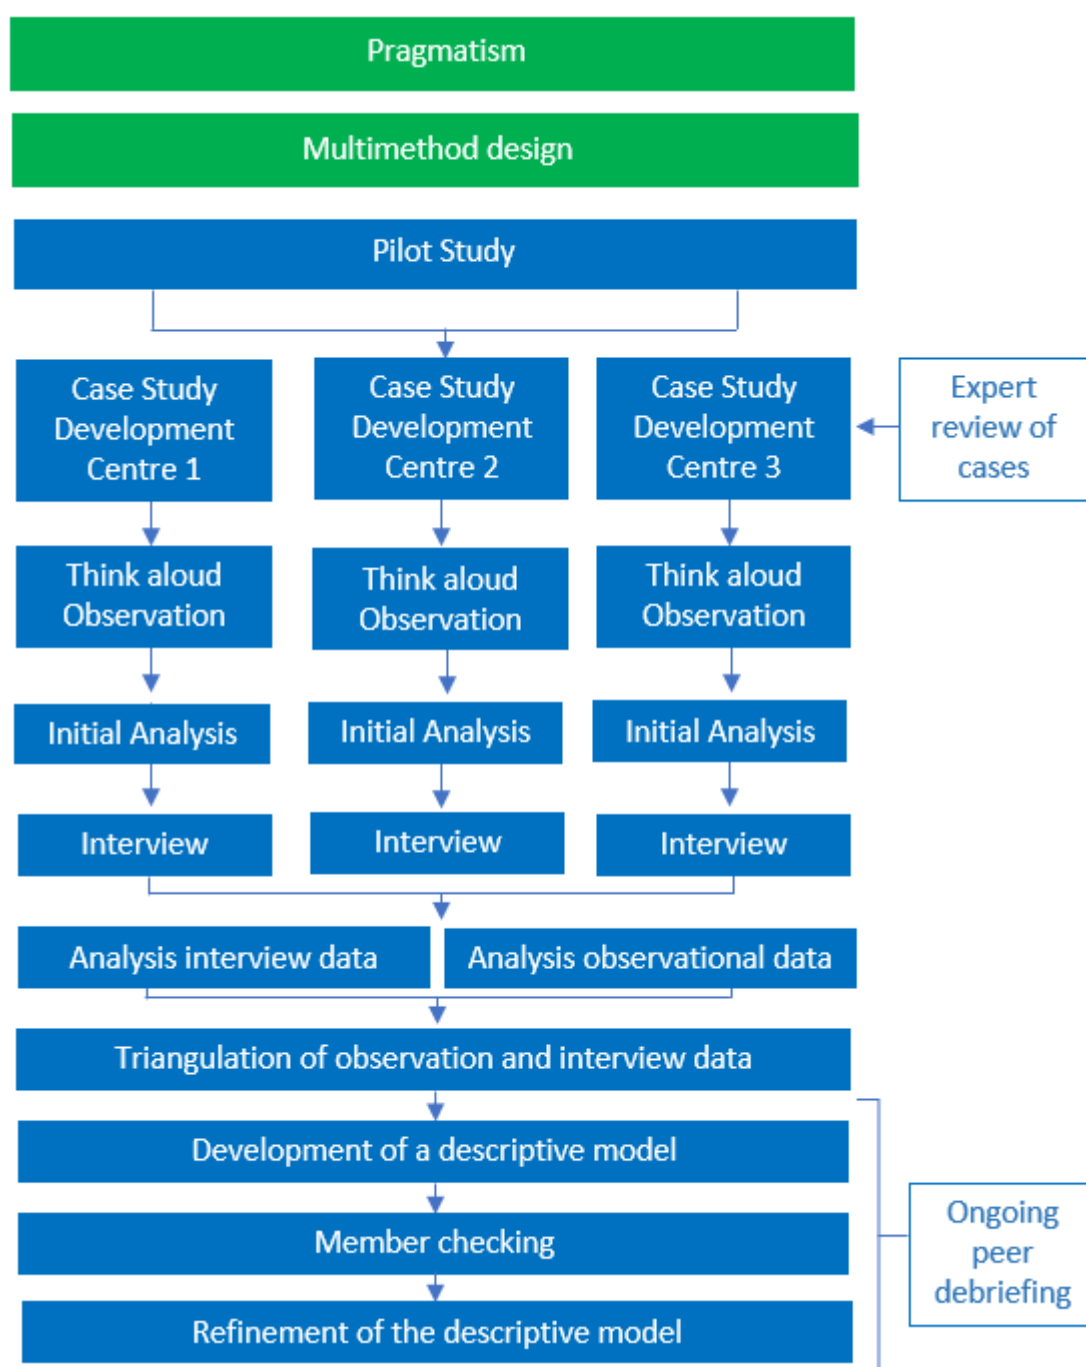 Pragmatism
Multimethod design
Pilot Study
Case Study
Development
Centre 1
Case Study
Development
Centre 2
Case Study
Development
Centre 3
Expert
review of
cases
Think aloud
Observation
Think aloud
Observation
Think aloud
Observation
Initial Analysis
Initial Analysis
Initial Analysis
Interview
Interview
Interview
Analysis interview data
Analysis observational data
Triangulation of observation and interview data
Development of a descriptive model
Member checking
Refinement of the descriptive model
Ongoing
peer
debriefing